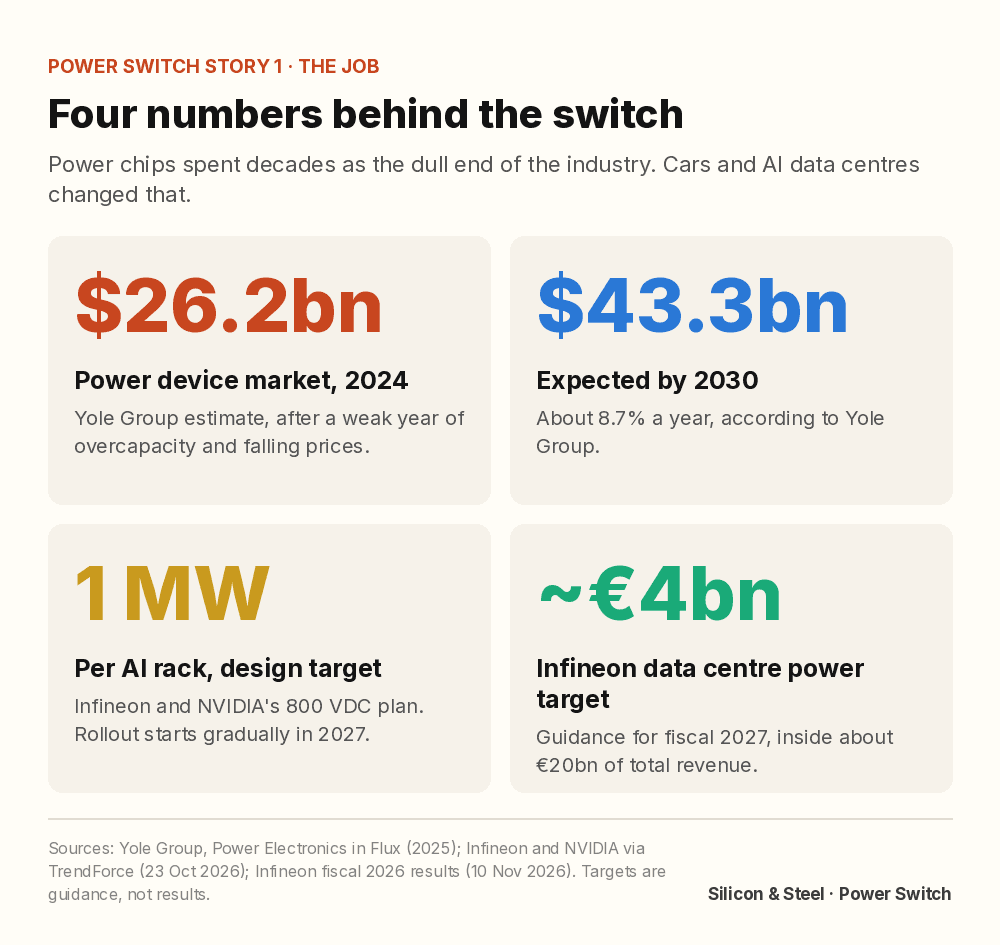 POWER SWITCH STORY 1 · THE JOB
Four numbers behind the switch
Power chips spent decades as the dull end of the industry. Cars and AI data centres
changed that.
$26.2bn
Power device market, 2024
Yole Group estimate, after a weak year of
overcapacity and falling prices.
$43.3bn
Expected by 2030
About 8.7% a year, according to Yole
Group.
1 MW
Per AI rack, design target
Infineon and NVIDIA's 800 VDC plan.
Rollout starts gradually in 2027.
~€4bn
Infineon data centre power
target
Guidance for fiscal 2027, inside about
€20bn of total revenue.
Sources: Yole Group, Power Electronics in Flux (2025); Infineon and NVIDIA via
TrendForce (23 Oct 2026); Infineon fiscal 2026 results (10 Nov 2026). Targets are
guidance, not results.
Silicon & Steel · Power Switch